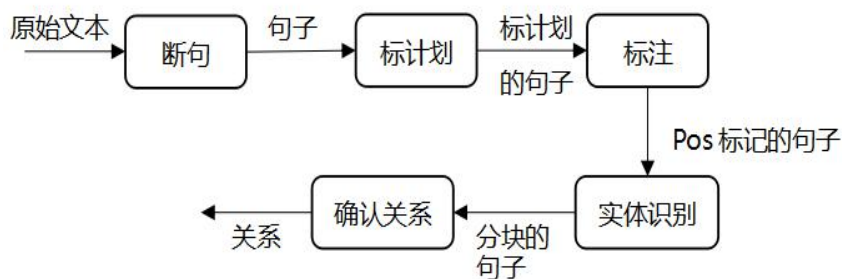 原始文本
断句
句子
标计划
标计划
的句子
标注
Pos 标记的句子
实体识别
分块的
句子
确认关系
关系